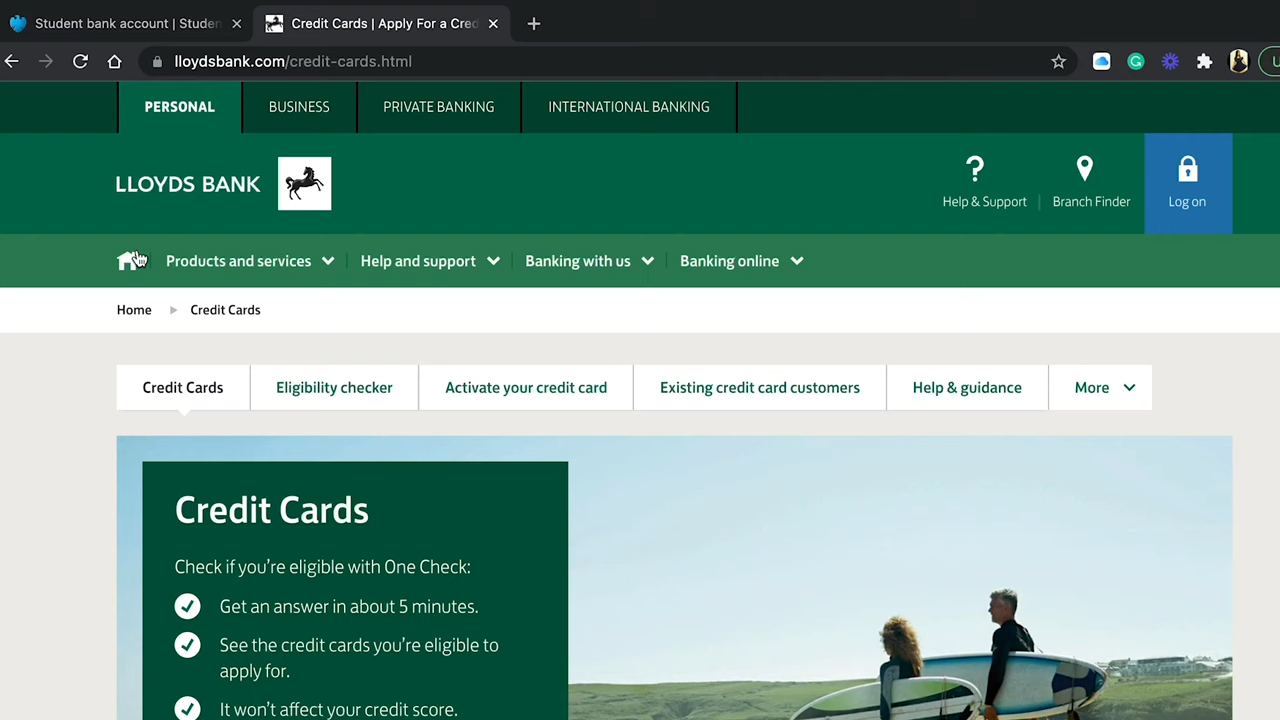 Student bank account | Studen
Credit Cards | Apply For a Cred
lloydsbank.com/credit-cards.html
PERSONAL
BUSINESS
PRIVATE BANKING
INTERNATIONAL BANKING
LLOYDS BANK
Help & Support
Branch Finder
Log on
Products and services
Help and support
Banking with us
Banking online
Home
Credit Cards
Credit Cards
Eligibility checker
Activate your credit card
Existing credit card customers
Help & guidance
More
Credit Cards
Check if you're eligible with One Check:
Get an answer in about 5 minutes.
See the credit cards you're eligible to
apply for.
It won't affect your credit score.